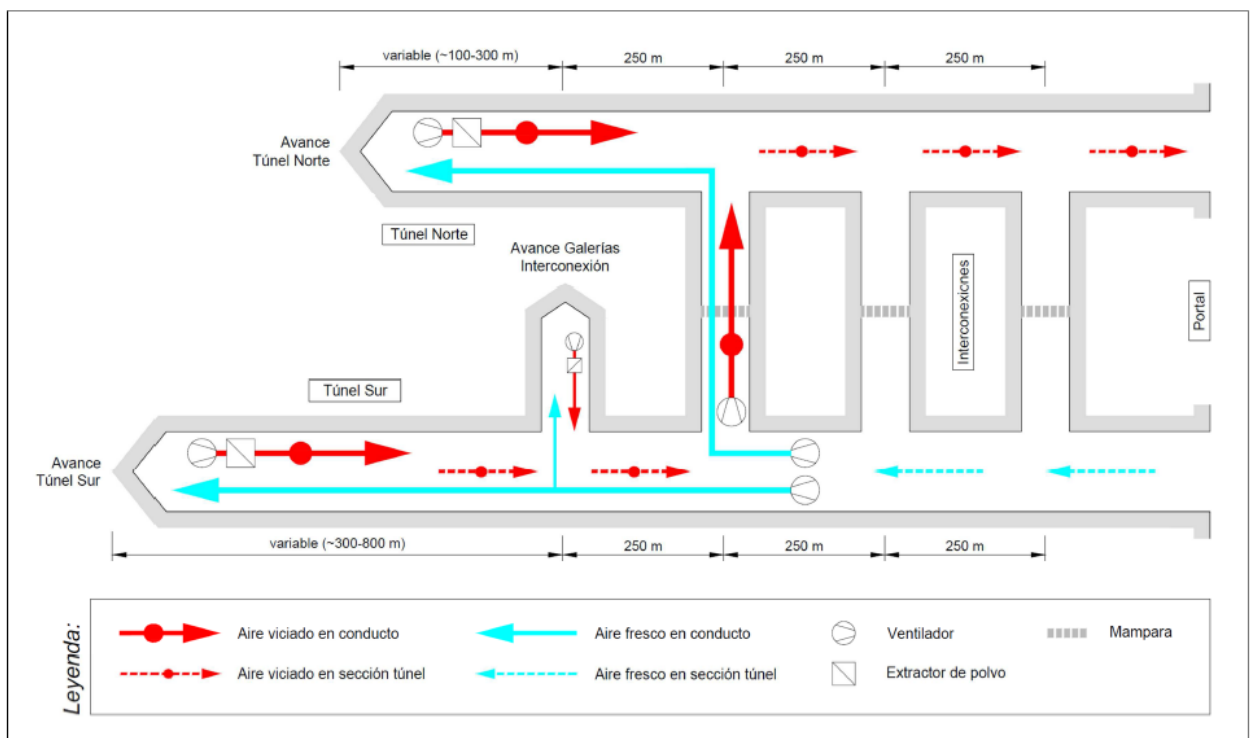 variable (~100-300 m)
250 m
250 m
250 m
Avance
Túnel Norte
Túnel Norte
Avance Galerías
Interconexión
Interconexiones
Portal
Túnel Sur
Avance
Túnel Sur
variable (~300-800 m)
250 m
250 m
250 m
Leyenda:
Aire viciado en conducto
Aire fresco en conducto
Ventilador
Mampara
Aire viciado en sección túnel
Aire fresco en sección túnel
Extractor de polvo